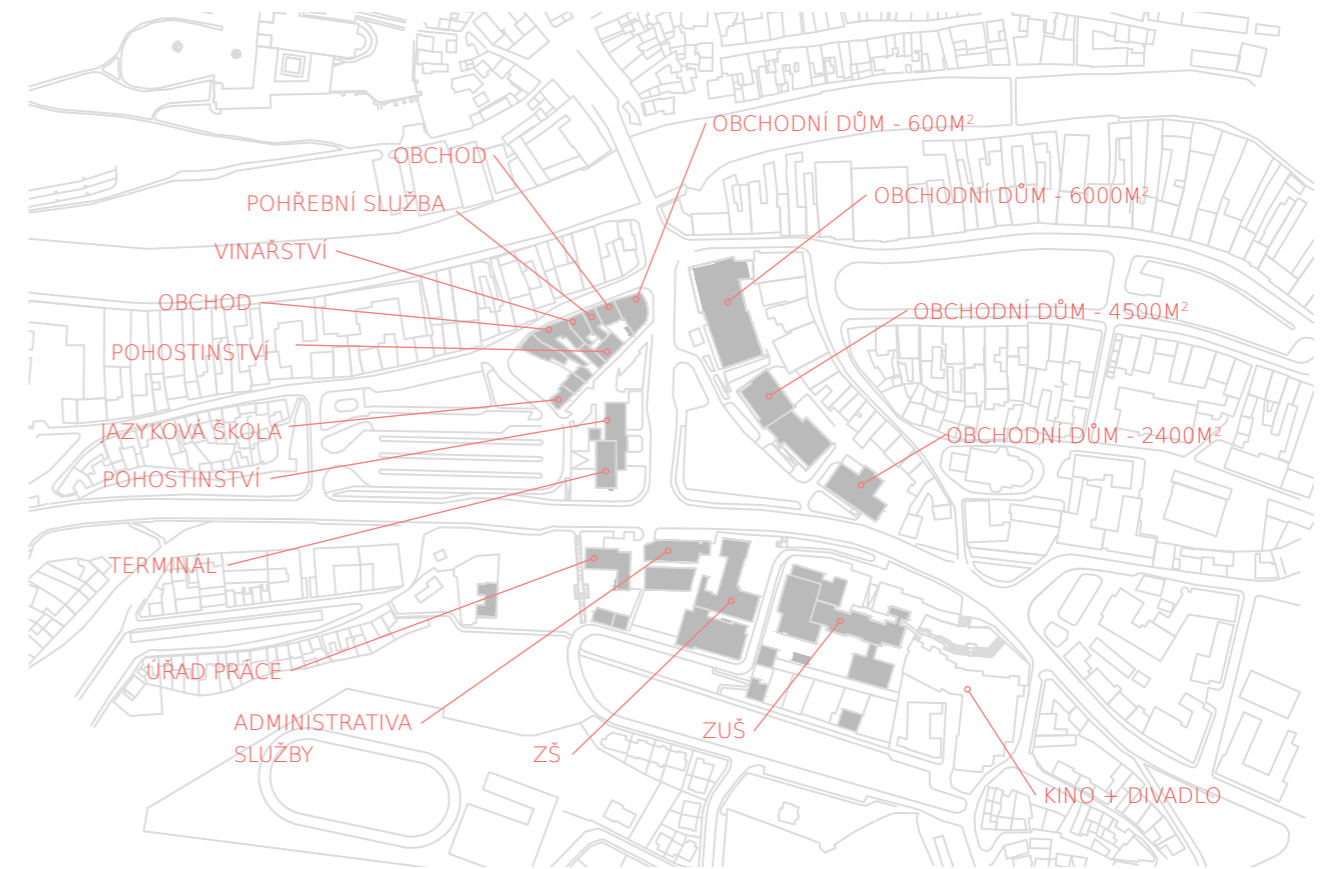 OBCHODNÍ DŮM - 600M²
OBCHOD
OBCHODNÍ DŮM - 6000M²
POHŘEBNÍ SLUŽBA
VINAŘSTVÍ
OBCHOD
OBCHODNÍ DŮM - 4500M²
POHOSTINSTVÍ
JAZYKOVÁ ŠKOLA
OBCHODNÍ DŮM - 2400M²
POHOSTINSTVÍ
TERMINÁL
ÚŘAD PRÁCE
ADMINISTRATIVA
SLUŽBY
ZŠ
ZUŠ
KINO + DIVADLO